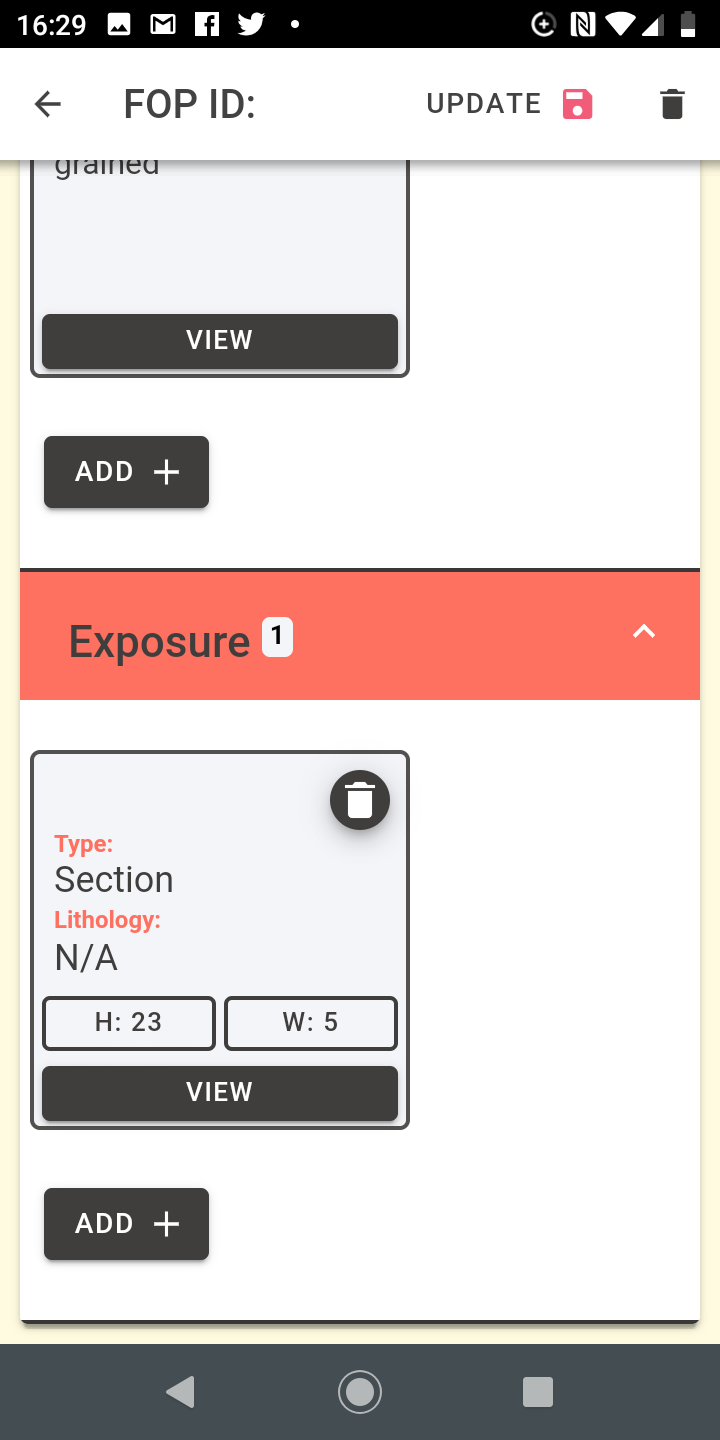 16:29
FOP ID: UPDATE
grained
VIEW
ADD
Exposure 1
Type:
Section
Lithology:
N/A
H: 23 W: 5
VIEW
ADD